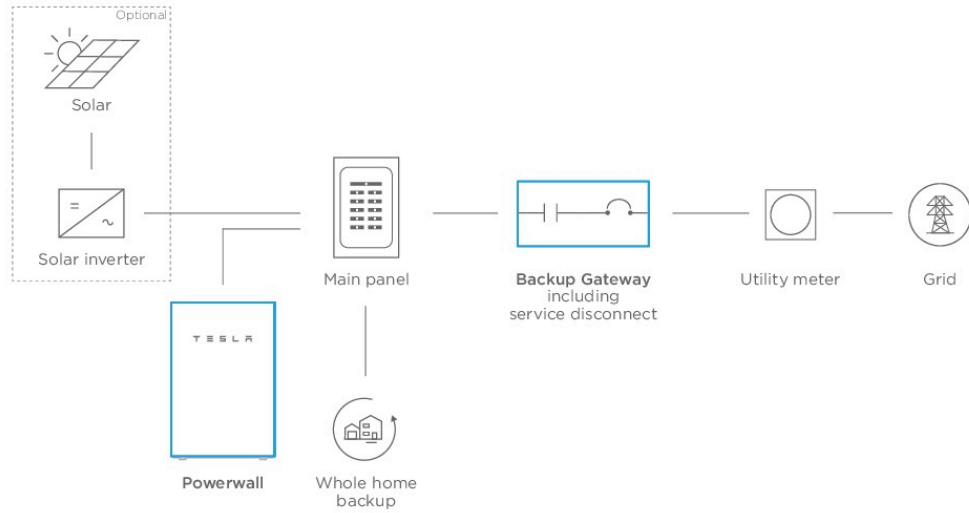 Optional
Solar
Solar inverter
Main panel
Backup Gateway
including
service disconnect
Utility meter
Grid
TESLA
Powerwall
Whole home
backup